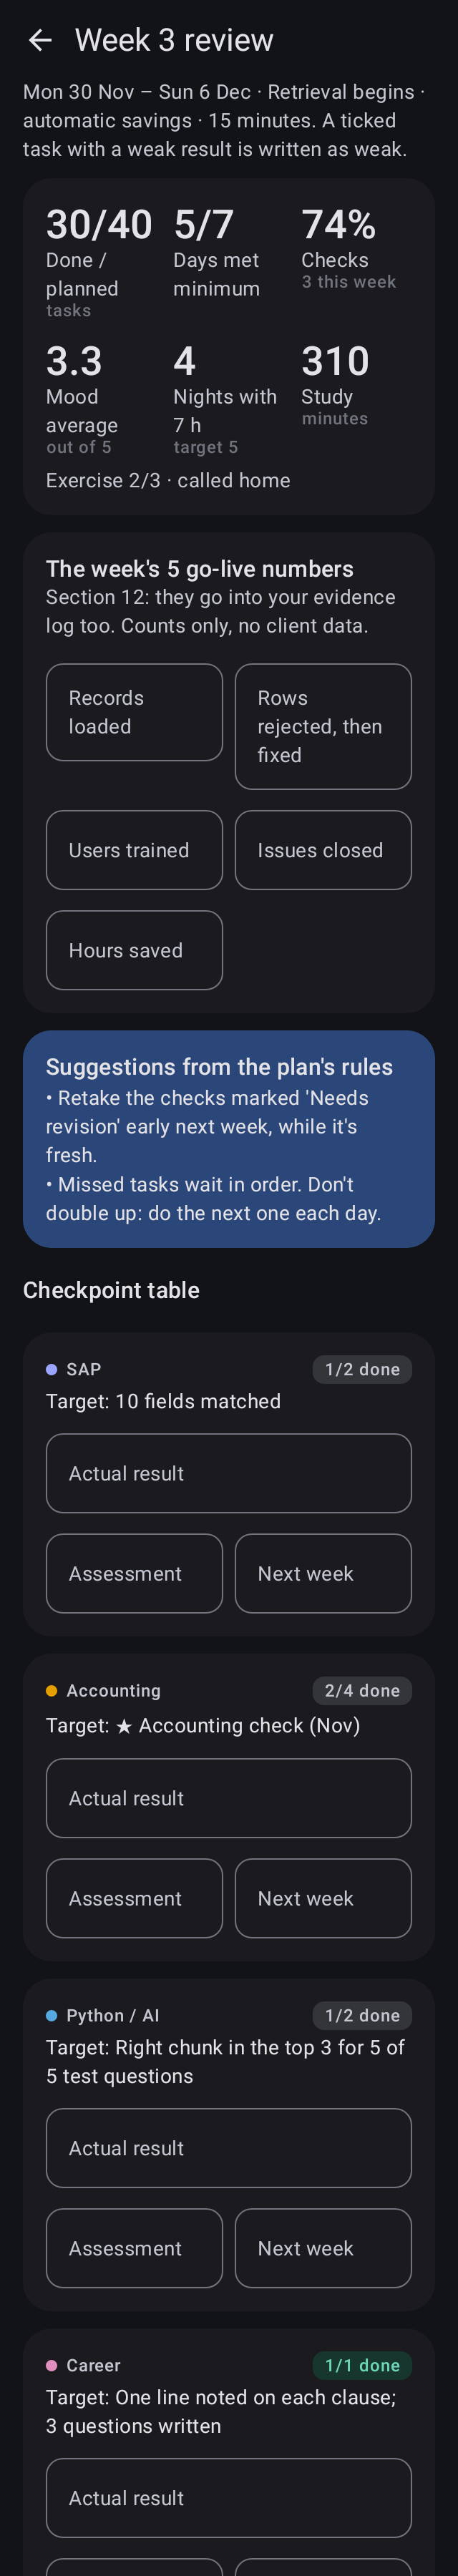 Week 3 review
Mon 30 Nov – Sun 6 Dec · Retrieval begins ·
automatic savings · 15 minutes. A ticked
task with a weak result is written as weak.
30/40 5/7 74%
Done / Days met Checks
planned minimum 3 this week
tasks
3.3 4 310
Mood Nights with Study
average 7 h minutes
out of 5 target 5
Exercise 2/3 · called home
The week's 5 go-live numbers
Section 12: they go into your evidence
log too. Counts only, no client data.
Records
loaded
Rows
rejected, then
fixed
Users trained
Issues closed
Hours saved
Suggestions from the plan's rules
• Retake the checks marked 'Needs
revision' early next week, while it's
fresh.
• Missed tasks wait in order. Don't
double up: do the next one each day.
Checkpoint table
SAP 1/2 done
Target: 10 fields matched
Actual result
Assessment Next week
Accounting 2/4 done
Target: ★ Accounting check (Nov)
Actual result
Assessment Next week
Python / AI 1/2 done
Target: Right chunk in the top 3 for 5 of
5 test questions
Actual result
Assessment Next week
Career 1/1 done
Target: One line noted on each clause;
3 questions written
Actual result